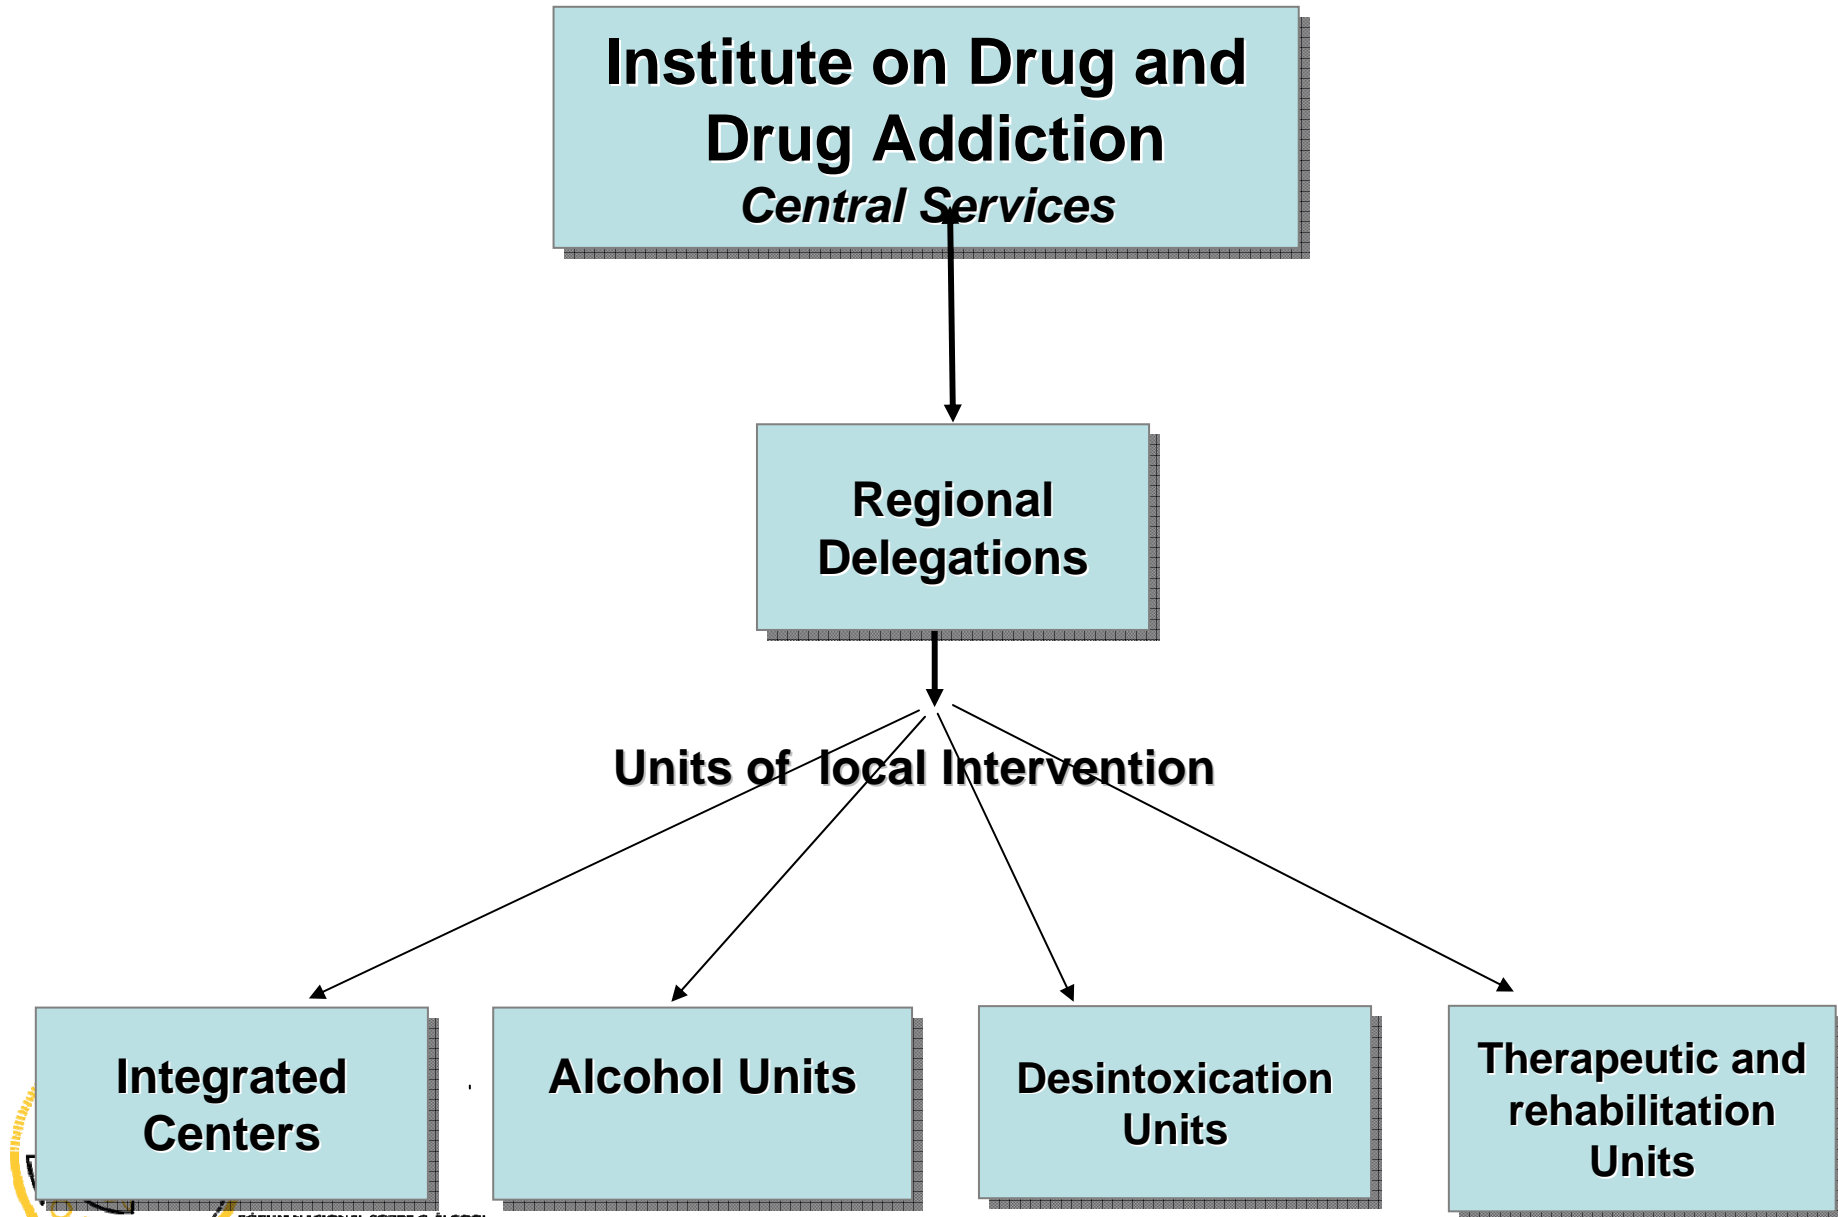 Institute on Drug and
Drug Addiction
Central Services
Regional
Delegations
Units of local Intervention
Integrated
Centers
Alcohol Units
Desintoxication
Units
Therapeutic and
rehabilitation
Units